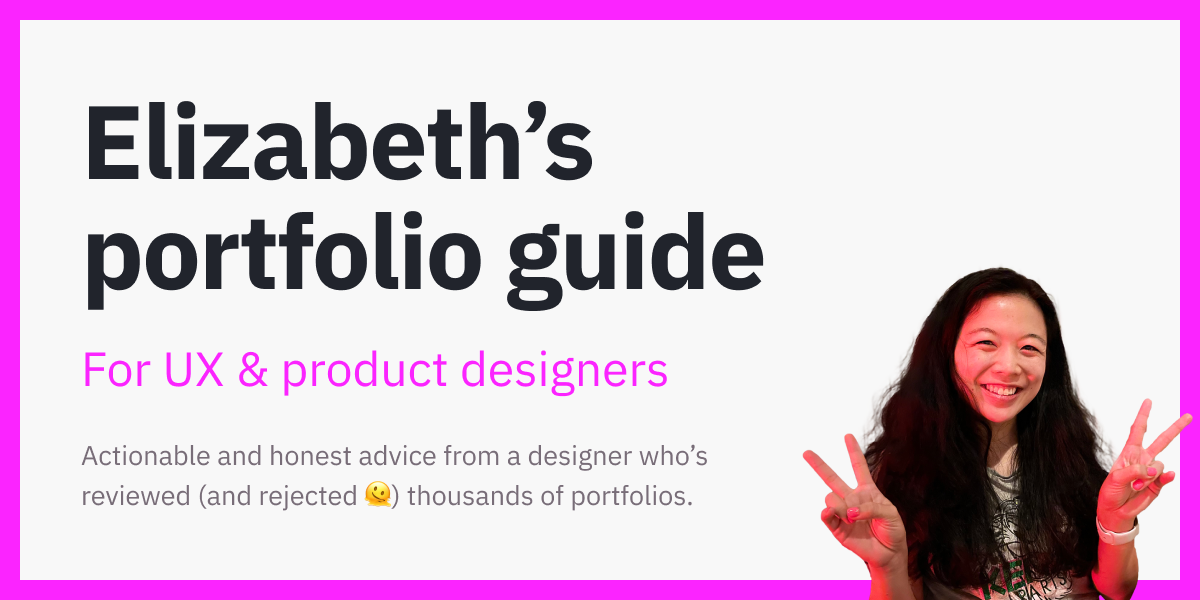 Elizabeth’s
portfolio guide
For UX & product designers
Actionable and honest advice from a designer who’s
reviewed (and rejected 🫠) thousands of portfolios.